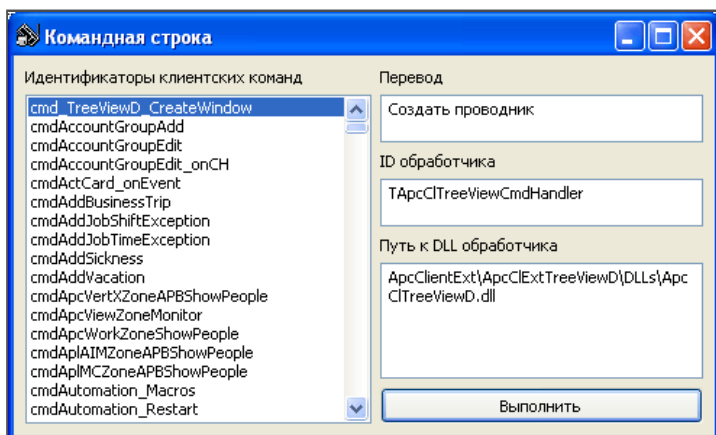 Командная строка
Идентификаторы клиентских команд
cmd_TreeViewD_CreateWindow
cmdAccountGroupAdd
cmdAccountGroupEdit
cmdAccountGroupEdit_onCH
cmdActCard_onEvent
cmdAddBusinessTrip
cmdAddJobShiftException
cmdAddJobTimeException
cmdAddSickness
cmdAddVacation
cmdApcVertXZoneAPBShowPeople
cmdApcViewZoneMonitor
cmdApcWorkZoneShowPeople
cmdAplAIMZoneAPBShowPeople
cmdAplMCZoneAPBShowPeople
cmdAutomation_Macros
cmdAutomation_Restart
Перевод
Создать проводник
ID обработчика
TApcClTreeViewCmdHandler
Путь к DLL обработчика
ApcClientExt\ApcClExtTreeViewD\DLLs\Apc
ClTreeViewD.dll
Выполнить